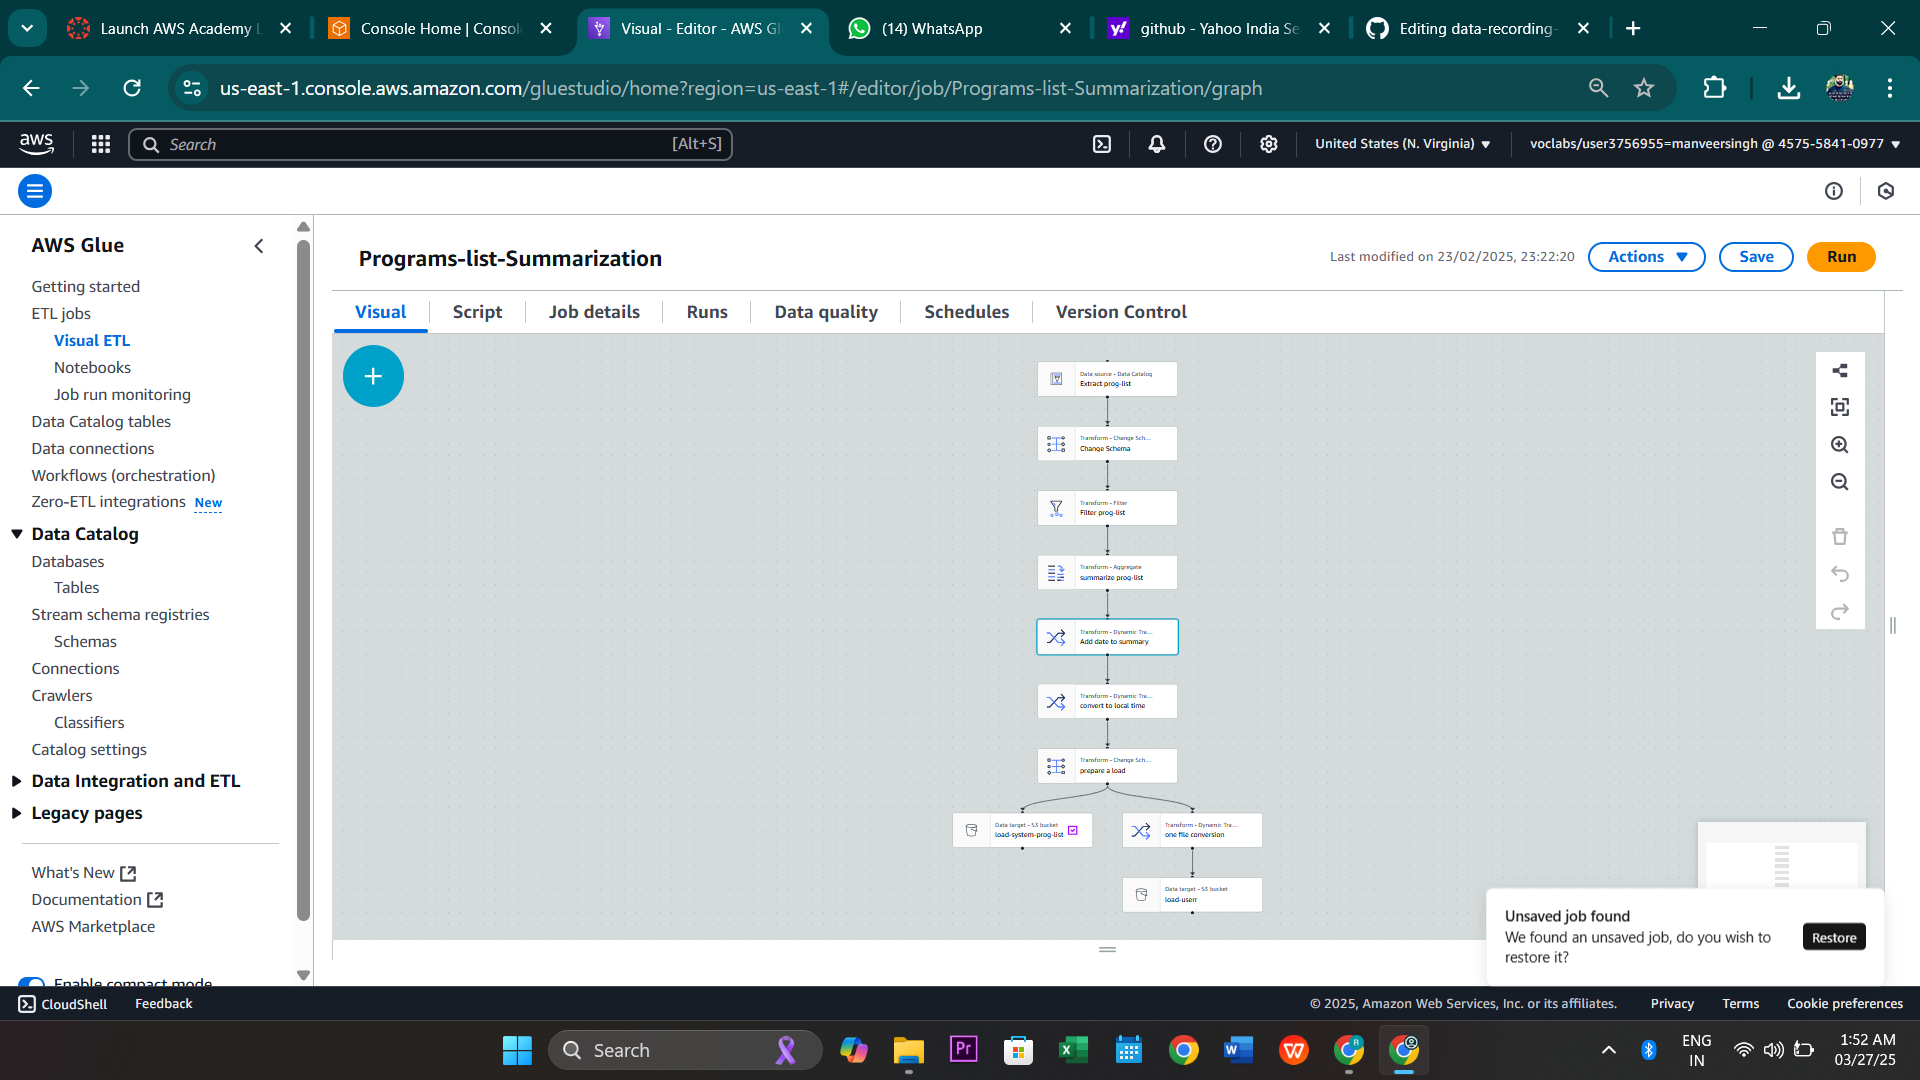 Launch AWS Academy L
Console Home | Consol
Visual - Editor - AWS Gl
(14) WhatsApp
github - Yahoo India Se
Editing data-recording-
us-east-1.console.aws.amazon.com/gluestudio/home?region=us-east-1#/editor/job/Programs-list-Summarization/graph
aws
Search
[Alt+S]
United States (N. Virginia)
voclabs/user3756955=manveersingh @ 4575-5841-0977
AWS Glue
Getting started
ETL jobs
Visual ETL
Notebooks
Job run monitoring
Data Catalog tables
Data connections
Workflows (orchestration)
Zero-ETL integrations New
Data Catalog
Databases
Tables
Stream schema registries
Schemas
Connections
Crawlers
Classifiers
Catalog settings
Data Integration and ETL
Legacy pages
What's New
Documentation
AWS Marketplace
Enable compact mode
Programs-list-Summarization
Last modified on 23/02/2025, 23:22:20
Actions
Save
Run
Visual
Script
Job details
Runs
Data quality
Schedules
Version Control
Data source - Data Catalog
Extract prog-list
Transform - Change Sch...
Change Schema
Transform - Filter
Filter prog-list
Transform - Aggregate
summarize prog-list
Transform - Dynamic Tra...
Add date to summary
Transform - Dynamic Tra...
convert to local time
Transform - Change Sch...
prepare a load
Data target - S3 bucket
load-system-prog-list
Transform - Dynamic Tra...
one file conversion
Data target - S3 bucket
load-userr
Unsaved job found
We found an unsaved job, do you wish to
restore it?
Restore
CloudShell
Feedback
© 2025, Amazon Web Services, Inc. or its affiliates.
Privacy
Terms
Cookie preferences
Search
ENG
IN
1:52 AM
03/27/25